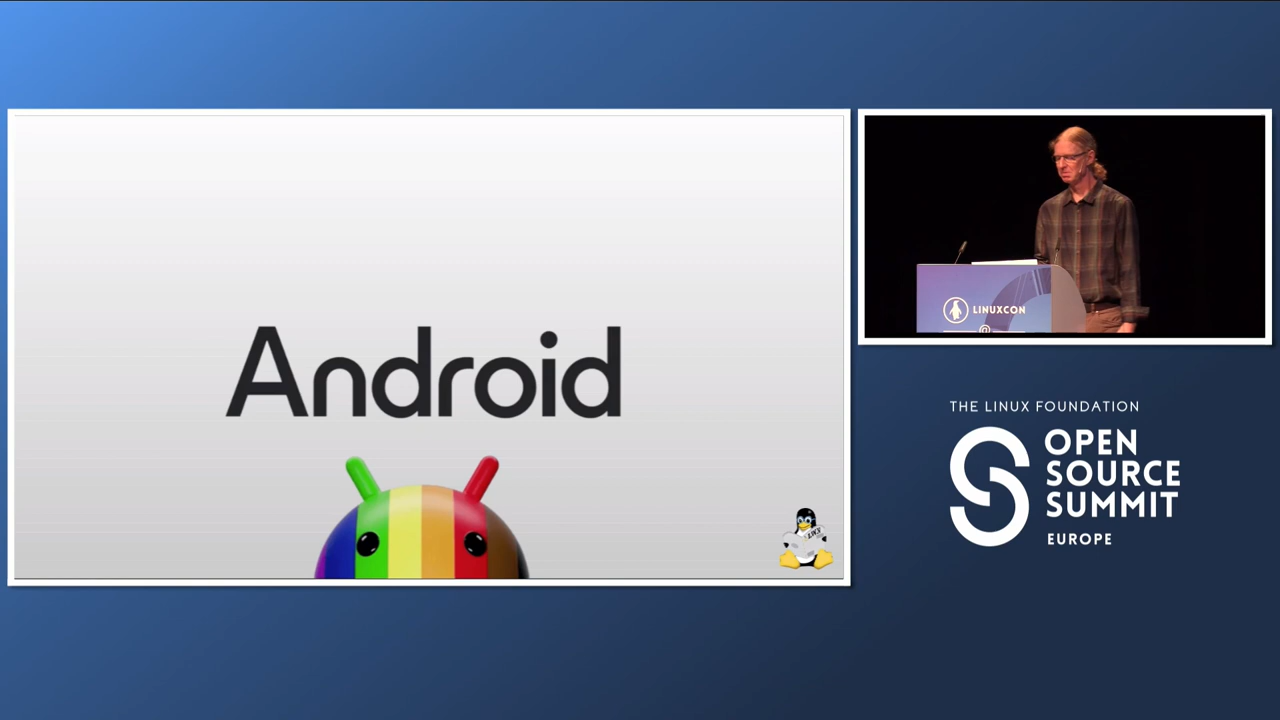 Android
LINUXCON
@
THE LINUX FOUNDATION
OPEN
SOURCE
SUMMIT
EUROPE